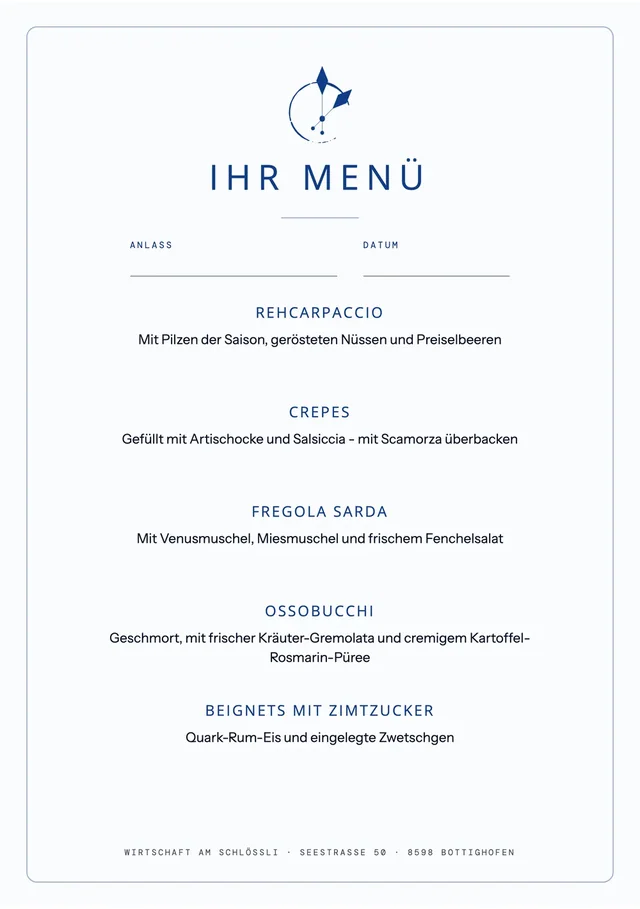 IHR MENÜ
ANLASS DATUM
REHCARPACCIO
Mit Pilzen der Saison, gerösteten Nüssen und Preiselbeeren
CREPES
Gefüllt mit Artischocke und Salsiccia - mit Scamorza überbacken
FREGOLA SARDA
Mit Venusmuschel, Miesmuschel und frischem Fenchelsalat
OSSOBUCCHI
Geschmort, mit frischer Kräuter-Gremolata und cremigem Kartoffel-
Rosmarin-Püree
BEIGNETS MIT ZIMTZUCKER
Quark-Rum-Eis und eingelegte Zwetschgen
WIRTSCHAFT AM SCHLÖSSLI · SEESTRASSE 50 · 8598 BOTTIGHOFEN